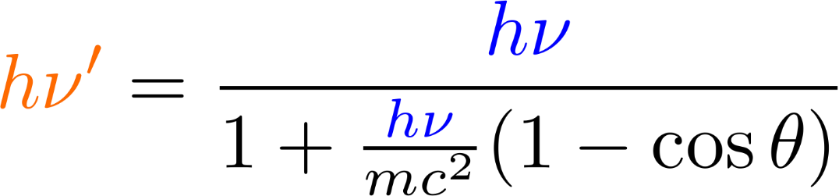 hν′ = hν / (1 + hν/mc² (1 − cos θ))